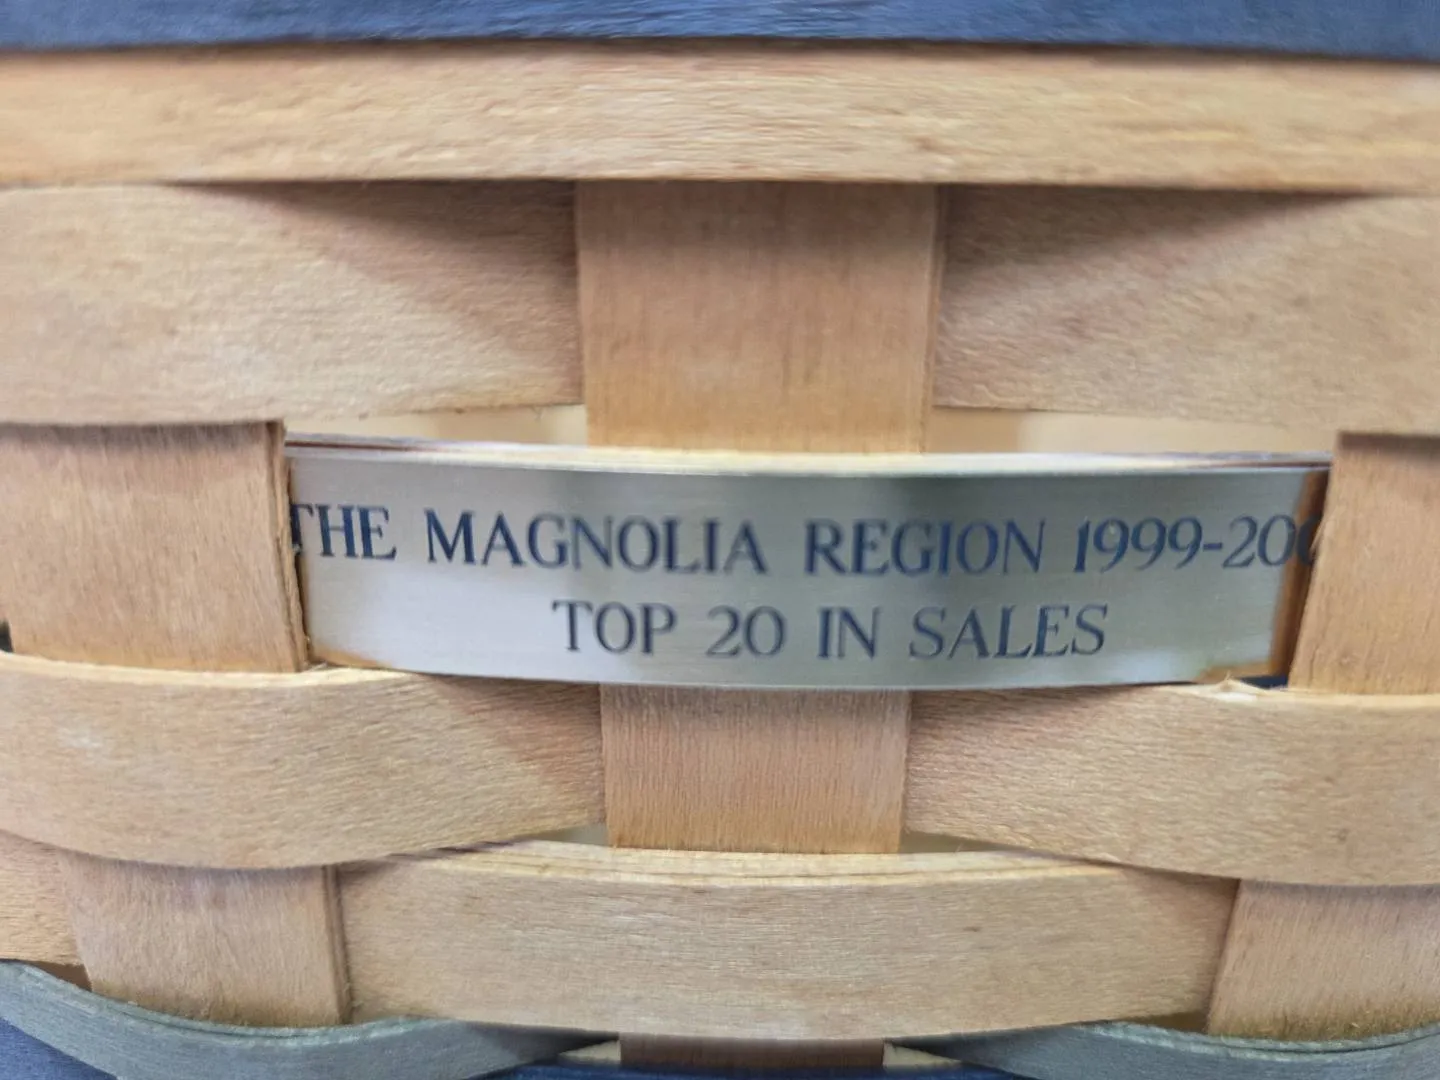 THE MAGNOLIA REGION 1999-200
TOP 20 IN SALES